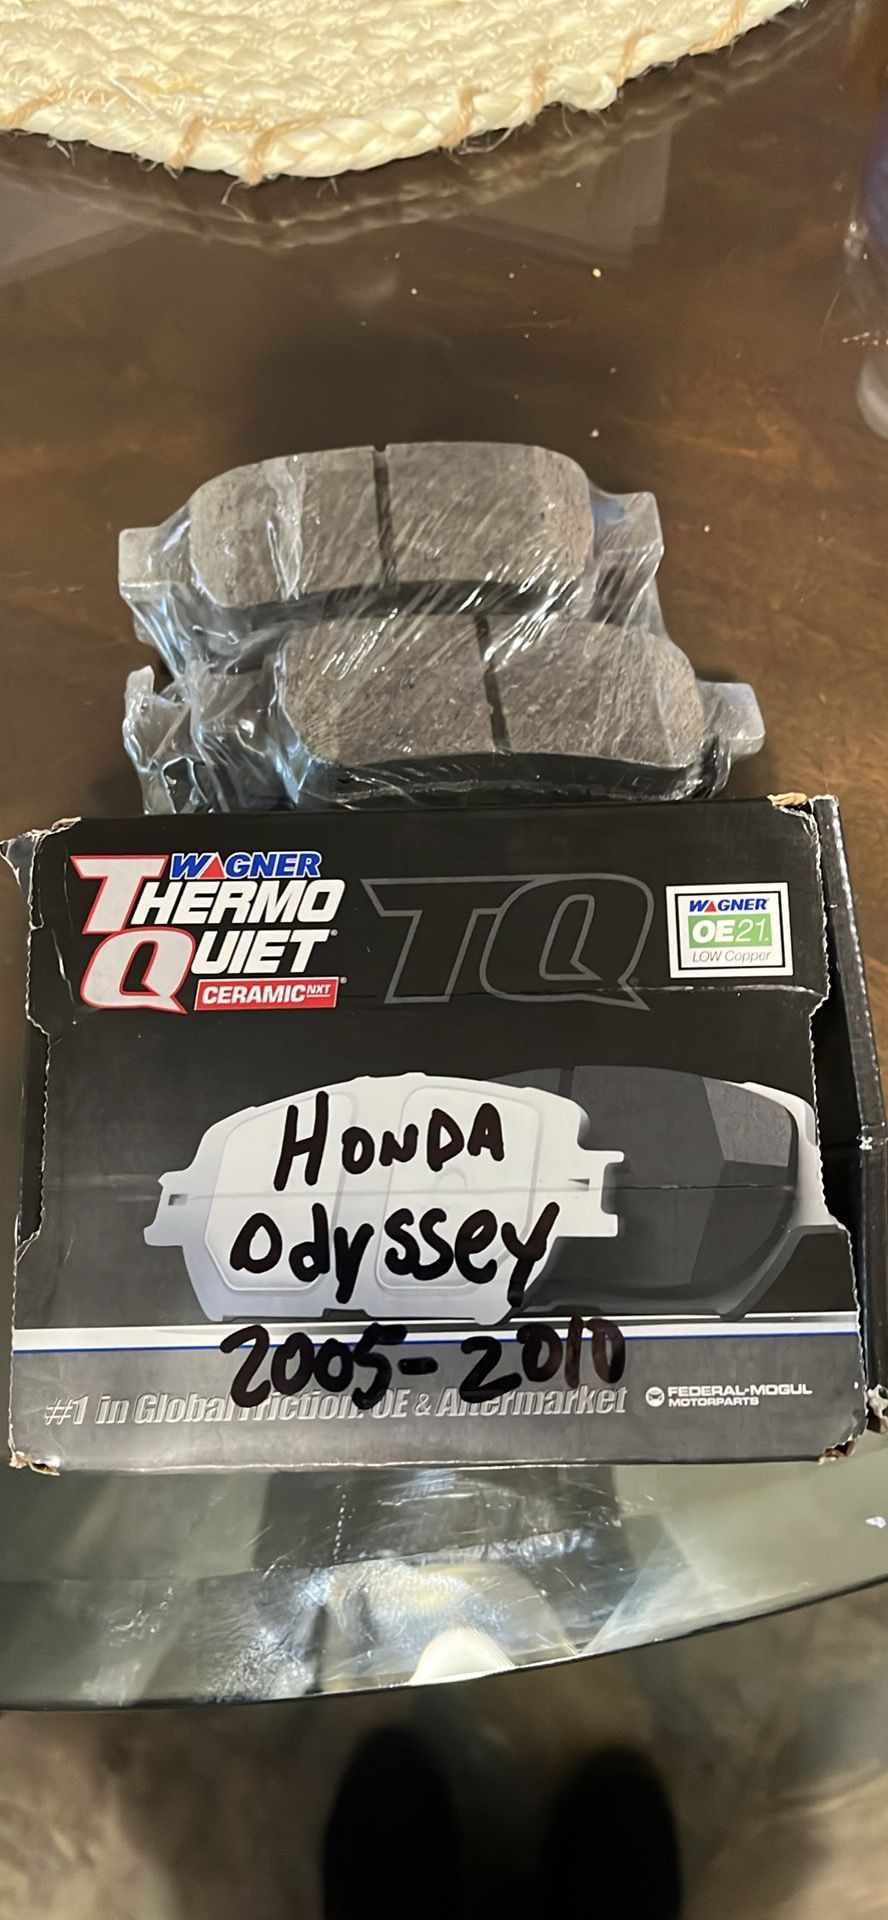 WAGNER
THERMO
QUIET
CERAMIC NXT
TQ
WAGNER
OE21
LOW Copper
HONDA
Odyssey
2005-2010
#1 in Global Friction. OE & Aftermarket
FEDERAL-MOGUL
MOTORPARTS